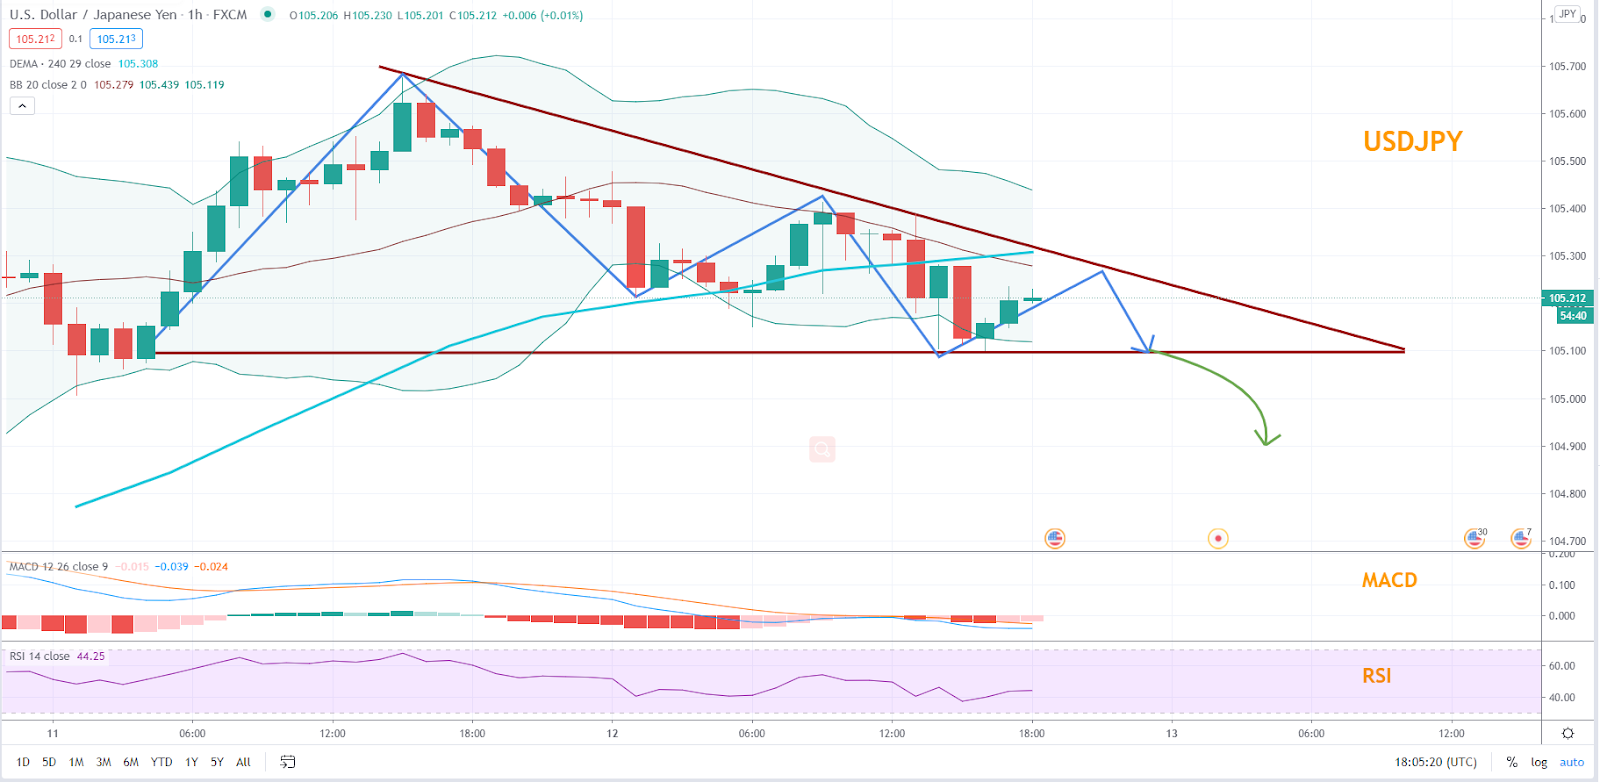 U.S. Dollar / Japanese Yen · 1h · FXCM O105.206 H105.230 L105.201 C105.212 +0.006 (+0.01%)
105.212 0.1 105.213
DEMA · 240 29 close 105.308
BB 20 close 2 0 105.279 105.439 105.119
USDJPY
JPY
105.700
105.600
105.500
105.400
105.300
105.212
54:40
105.100
105.000
104.900
104.800
104.700
30
7
MACD 12 26 close 9 −0.015 −0.039 −0.024
MACD
0.200
0.100
0.000
RSI 14 close 44.25
RSI
60.00
40.00
11 06:00 12:00 18:00 12 06:00 12:00 18:00 13 06:00 12:00
1D 5D 1M 3M 6M YTD 1Y 5Y All 18:05:20 (UTC) % log auto